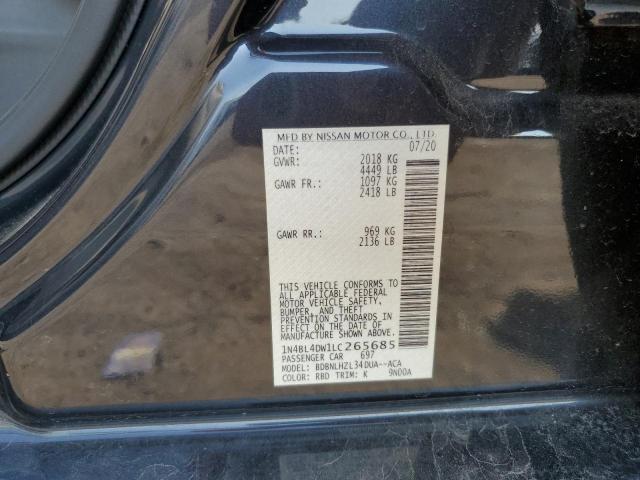 MFD BY NISSAN MOTOR CO., LTD.
DATE: 07/20
GVWR: 2018 KG
4449 LB
GAWR FR.: 1097 KG
2418 LB
GAWR RR.: 969 KG
2136 LB
THIS VEHICLE CONFORMS TO
ALL APPLICABLE FEDERAL
MOTOR VEHICLE SAFETY,
BUMPER, AND THEFT
PREVENTION STANDARDS IN
EFFECT ON THE DATE OF
MANUFACTURE SHOWN ABOVE.
1N4BL4DW1LC265685
PASSENGER CAR 697
MODEL: BDBNLHZL34DUA--ACA
COLOR: RBD TRIM: K 9N00A